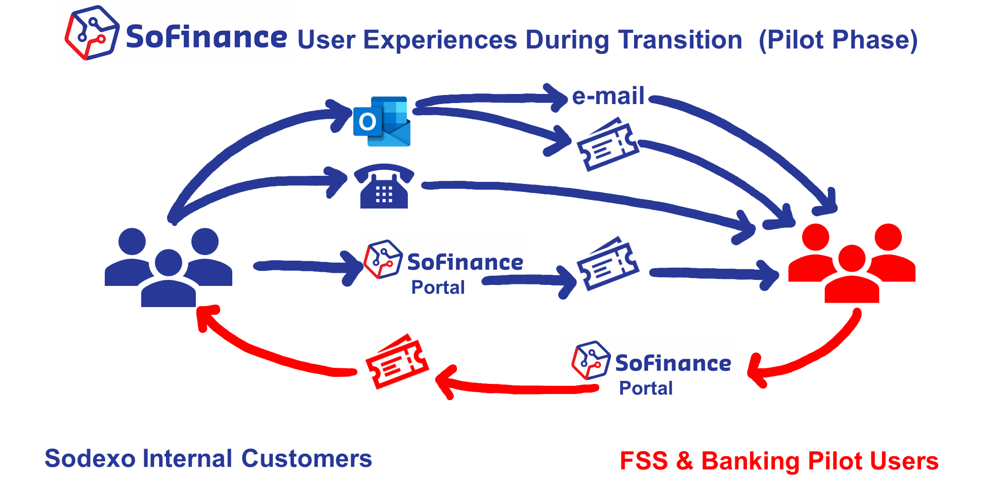 SoFinance User Experiences During Transition (Pilot Phase)
e-mail
O
SoFinance
Portal
SoFinance
Portal
Sodexo Internal Customers
FSS & Banking Pilot Users